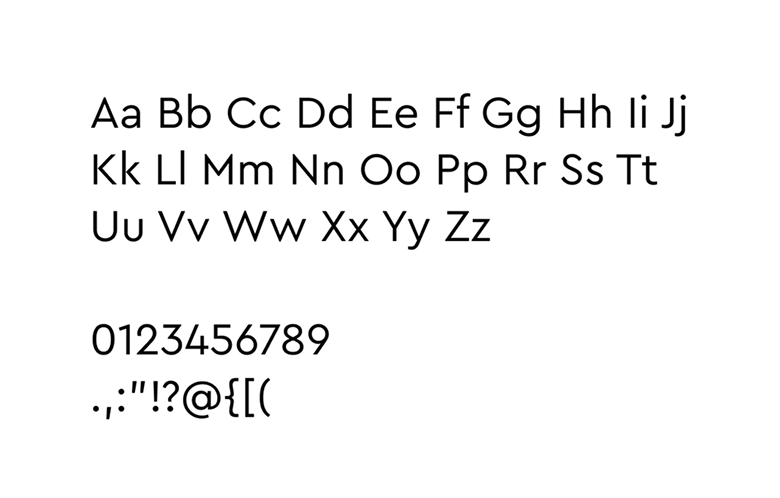 Aa Bb Cc Dd Ee Ff Gg Hh Ii Jj
Kk Ll Mm Nn Oo Pp Rr Ss Tt
Uu Vv Ww Xx Yy Zz
0123456789
.,:"!?@{[(